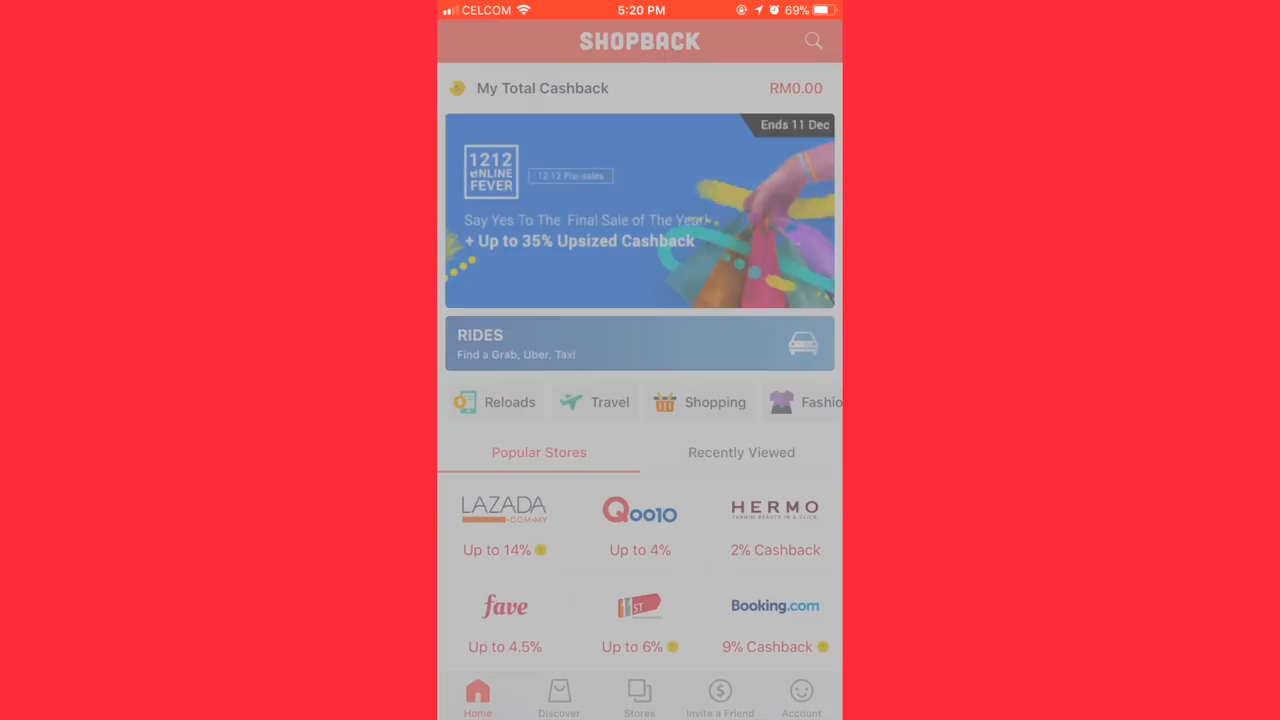 CELCOM 5:20 PM 69%
SHOPBACK
My Total Cashback RM0.00
Ends 11 Dec
1212
ONLINE
FEVER
12.12 Pre-sales
Say Yes To The Final Sale of The Year!
+ Up to 35% Upsized Cashback
RIDES
Find a Grab, Uber, Taxi
Reloads Travel Shopping Fashio
Popular Stores Recently Viewed
LAZADA
.COM.MY
Qoo10
HERMO
Up to 14% Up to 4% 2% Cashback
fave
11ST
Booking.com
Up to 4.5% Up to 6% 9% Cashback
Home Discover Stores Invite a Friend Account